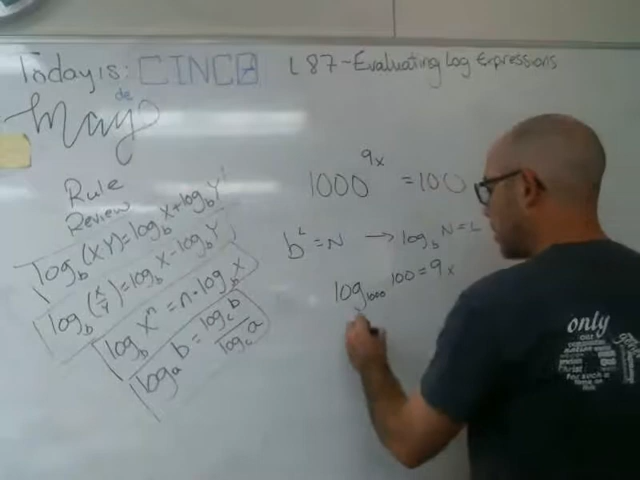 Today is: CINCO
de
Mayo
L 87 - Evaluating Log Expressions
Rule
Review
log_b (XY) = log_b X + log_b Y
log_b (X/Y) = log_b X - log_b Y
log_b X^n = n · log_b X
log_a b = log_c b / log_c a
1000^9x = 100
b^L = N → log_b N = L
log_1000 100 = 9x
only